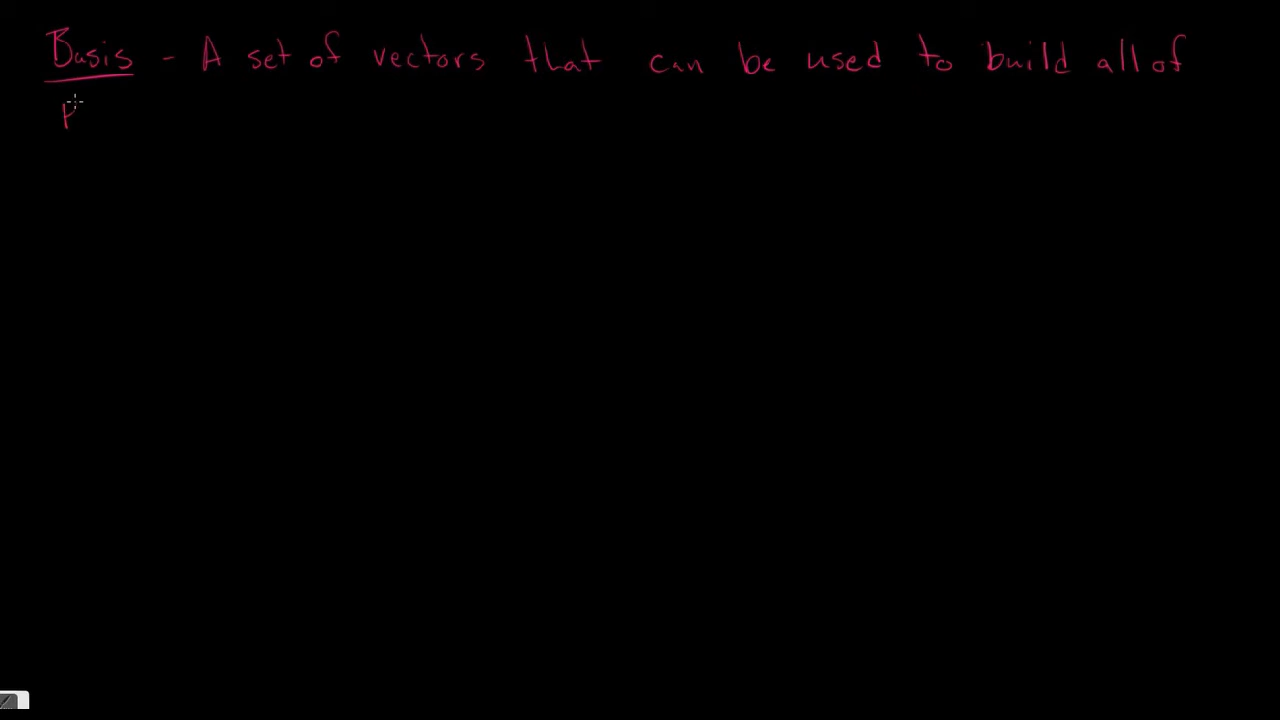 Basis - A set of vectors that can be used to build all of